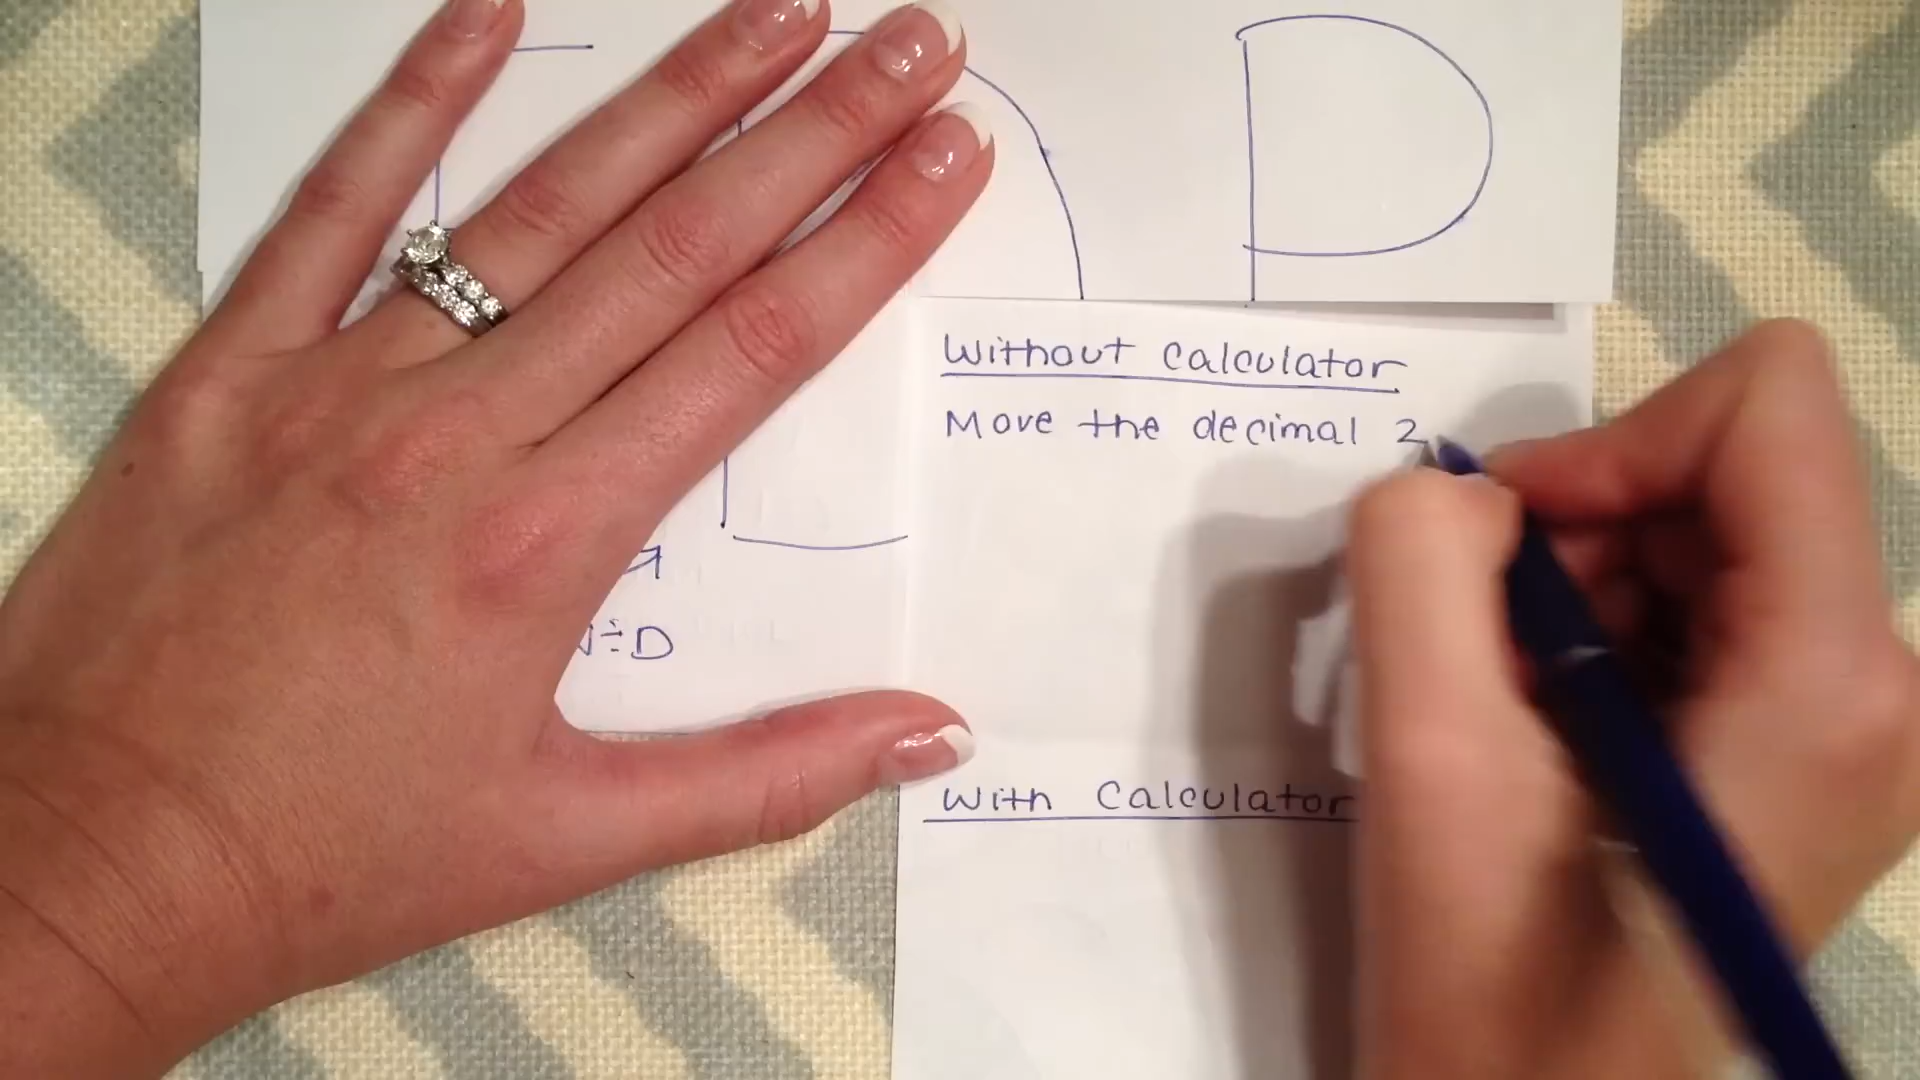 D
Without Calculator
Move the decimal 2
÷D
With Calculator